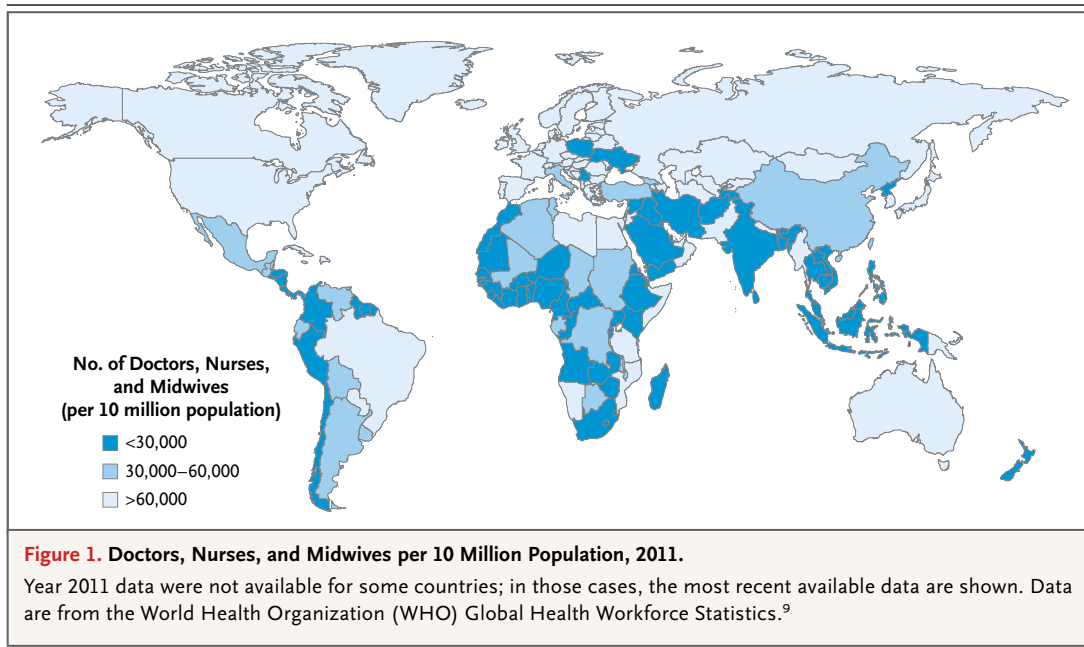 No. of Doctors, Nurses,
and Midwives
(per 10 million population)
<30,000
30,000–60,000
>60,000
Figure 1. Doctors, Nurses, and Midwives per 10 Million Population, 2011.
Year 2011 data were not available for some countries; in those cases, the most recent available data are shown. Data
are from the World Health Organization (WHO) Global Health Workforce Statistics.⁹